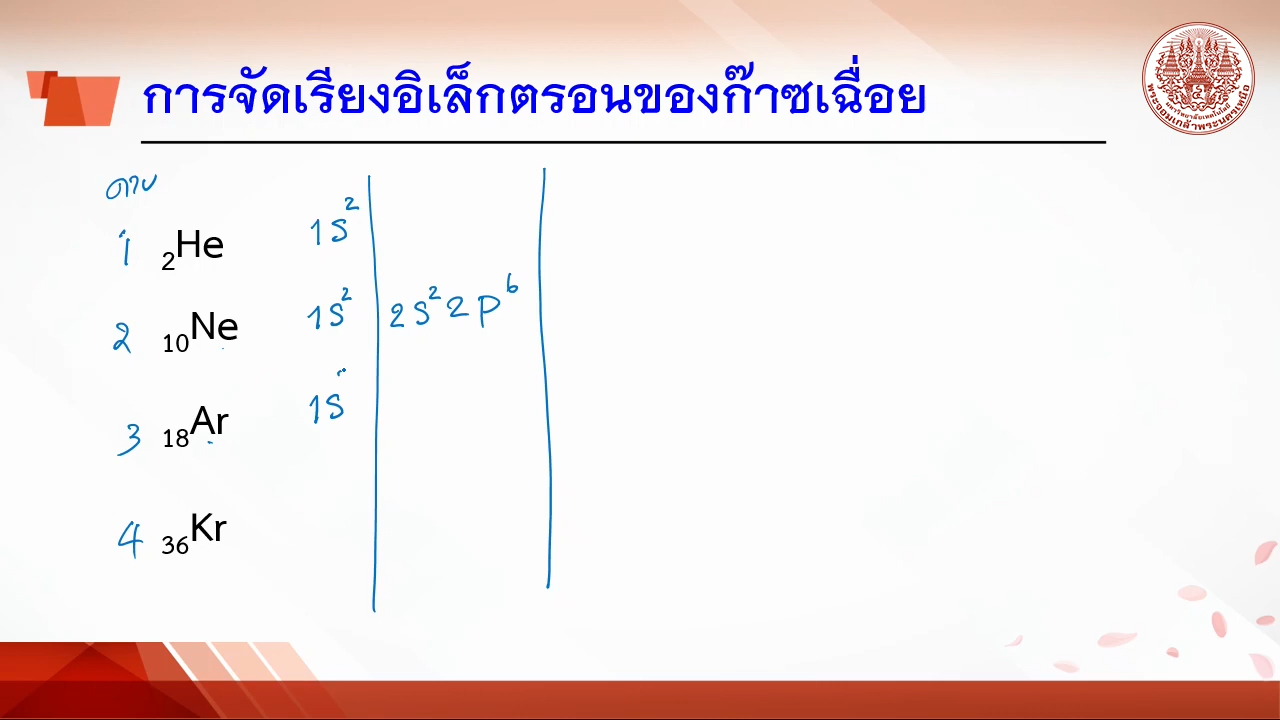 การจัดเรียงอิเล็กตรอนของก๊าซเฉื่อย
คาบ
1 ₂He 1s²
2 ₁₀Ne 1s² 2s² 2p⁶
3 ₁₈Ar 1s
4 ₃₆Kr